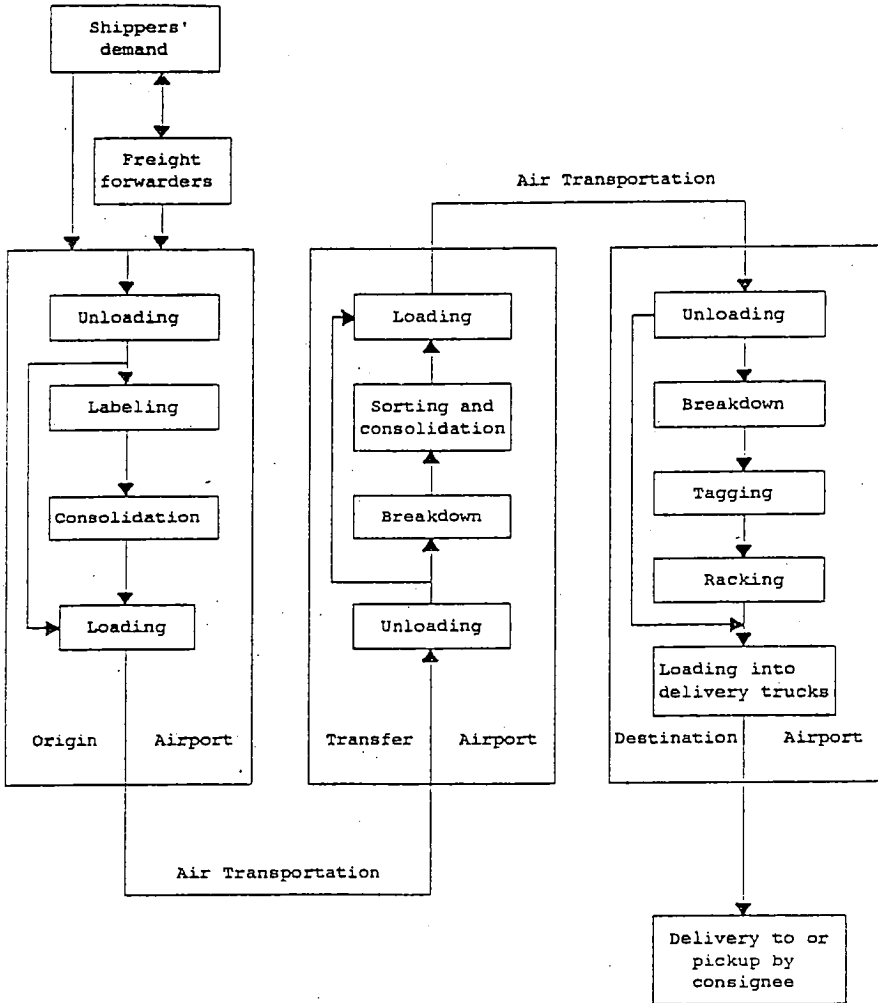 Shippers'
demand
Freight
forwarders
Unloading
Labeling
Consolidation
Loading
Origin Airport
Air Transportation
Loading
Sorting and
consolidation
Breakdown
Unloading
Transfer Airport
Air Transportation
Unloading
Breakdown
Tagging
Racking
Loading into
delivery trucks
Destination Airport
Delivery to or
pickup by
consignee